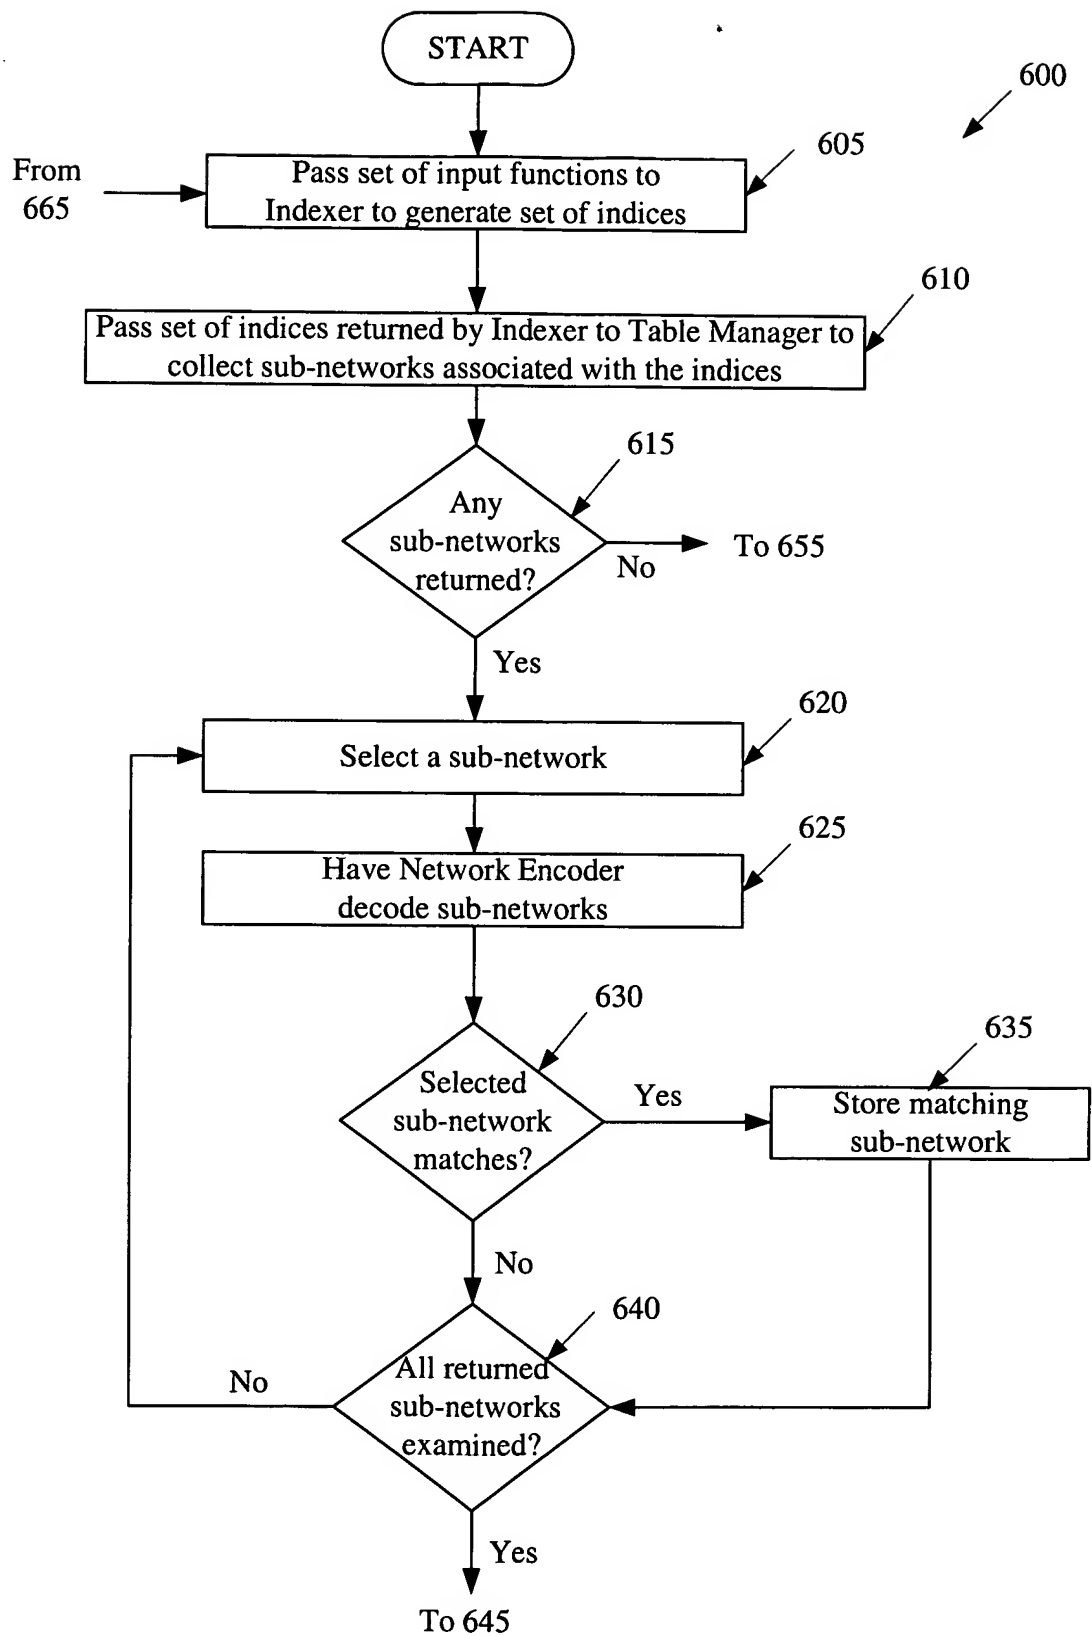 START
600
605
From
665
Pass set of input functions to
Indexer to generate set of indices
610
Pass set of indices returned by Indexer to Table Manager to
collect sub-networks associated with the indices
615
Any
sub-networks
returned?
No
To 655
Yes
620
Select a sub-network
625
Have Network Encoder
decode sub-networks
630
635
Selected
sub-network
matches?
Yes
Store matching
sub-network
No
640
All returned
sub-networks
examined?
No
Yes
To 645